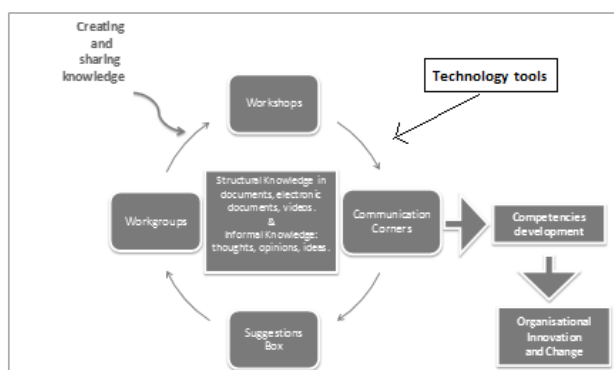 Creating
and
sharing
knowledge
Technology tools
Workshops
Structural Knowledge in
documents, electronic
documents, videos.
&
Informal Knowledge:
thoughts, opinions, ideas.
Workgroups
Communication
Corners
Competencies
development
Suggestions
Box
Organisational
Innovation
and Change